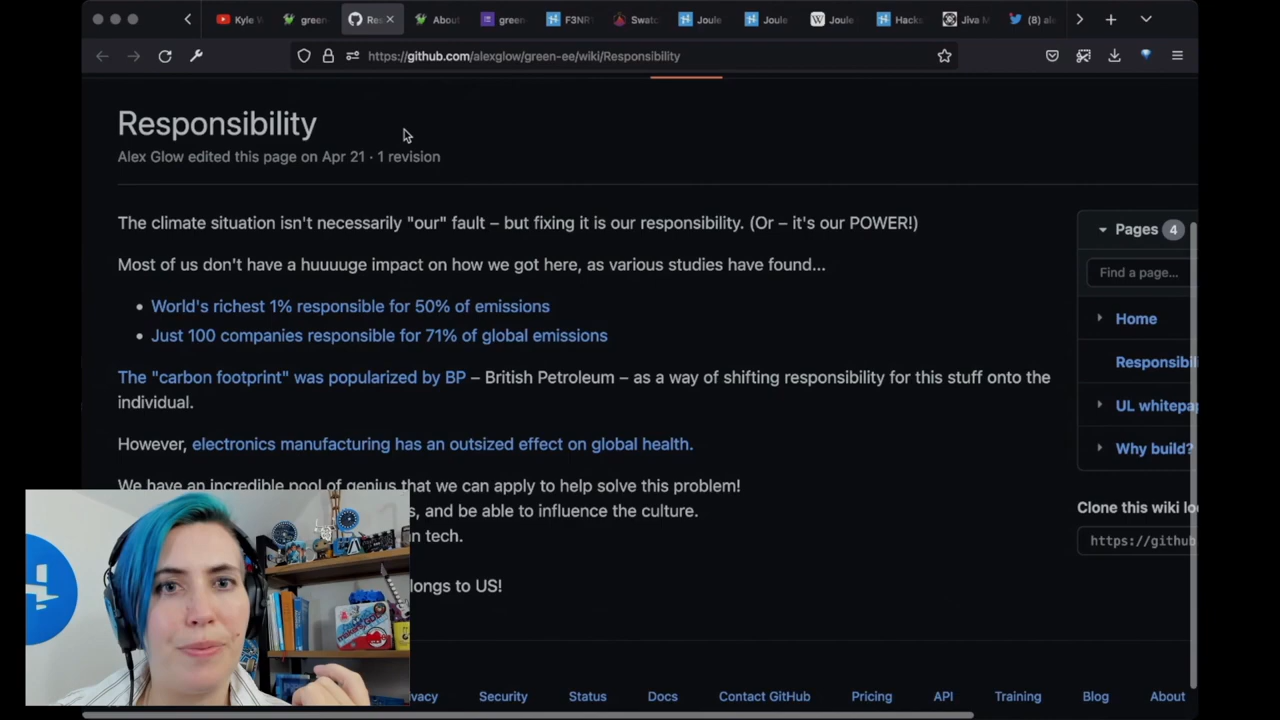 Kyle
green-
Re
Abou
green
F3NR
Swatc
Joule
Joule
Joule
Hacks
Jiva M
(8) al
https://github.com/alexglow/green-ee/wiki/Responsibility
Responsibility
Alex Glow edited this page on Apr 21 · 1 revision
The climate situation isn't necessarily "our" fault – but fixing it is our responsibility. (Or – it's our POWER!)
Most of us don't have a huuuuge impact on how we got here, as various studies have found...
World's richest 1% responsible for 50% of emissions
Just 100 companies responsible for 71% of global emissions
The "carbon footprint" was popularized by BP – British Petroleum – as a way of shifting responsibility for this stuff onto the
individual.
However, electronics manufacturing has an outsized effect on global health.
We have an incredible pool of genius that we can apply to help solve this problem!
s, and be able to influence the culture.
n tech.
longs to US!
Pages 4
Find a page...
Home
Responsibil
UL whitepap
Why build?
Clone this wiki lo
https://github
vacy
Security
Status
Docs
Contact GitHub
Pricing
API
Training
Blog
About